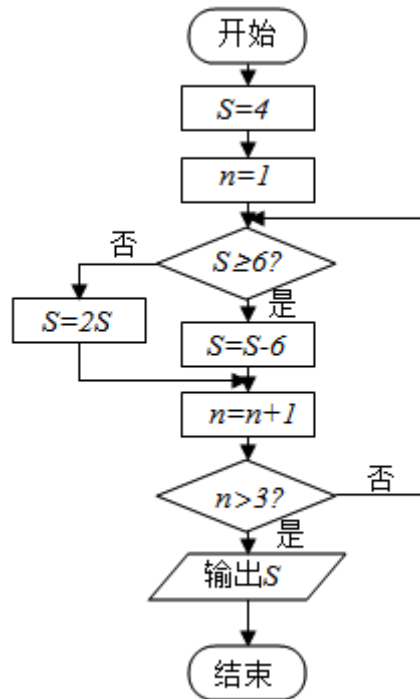 开始
S=4
n=1
S≥6?
否
是
S=2S
S=S-6
n=n+1
n>3?
否
是
输出S
结束